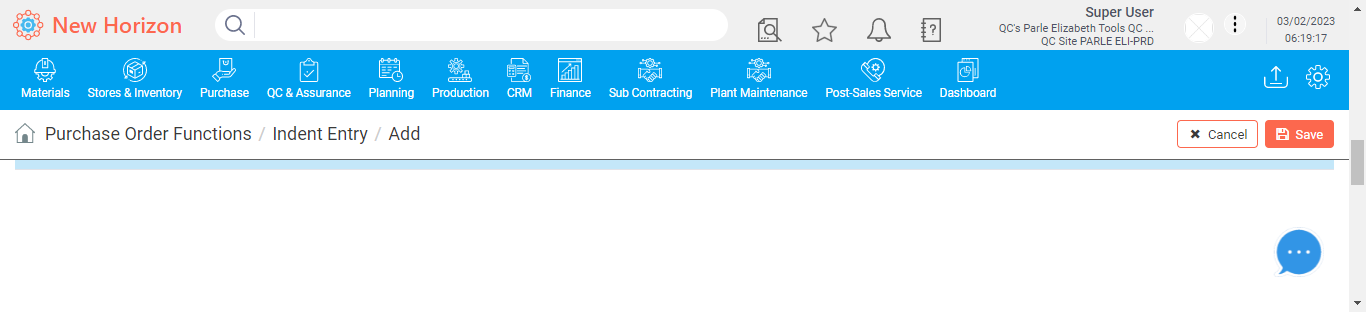 New Horizon
Super User
QC's Parle Elizabeth Tools QC ...
QC Site PARLE ELI-PRD
03/02/2023
06:19:17
Materials
Stores & Inventory
Purchase
QC & Assurance
Planning
Production
CRM
Finance
Sub Contracting
Plant Maintenance
Post-Sales Service
Dashboard
Purchase Order Functions / Indent Entry / Add
Cancel
Save